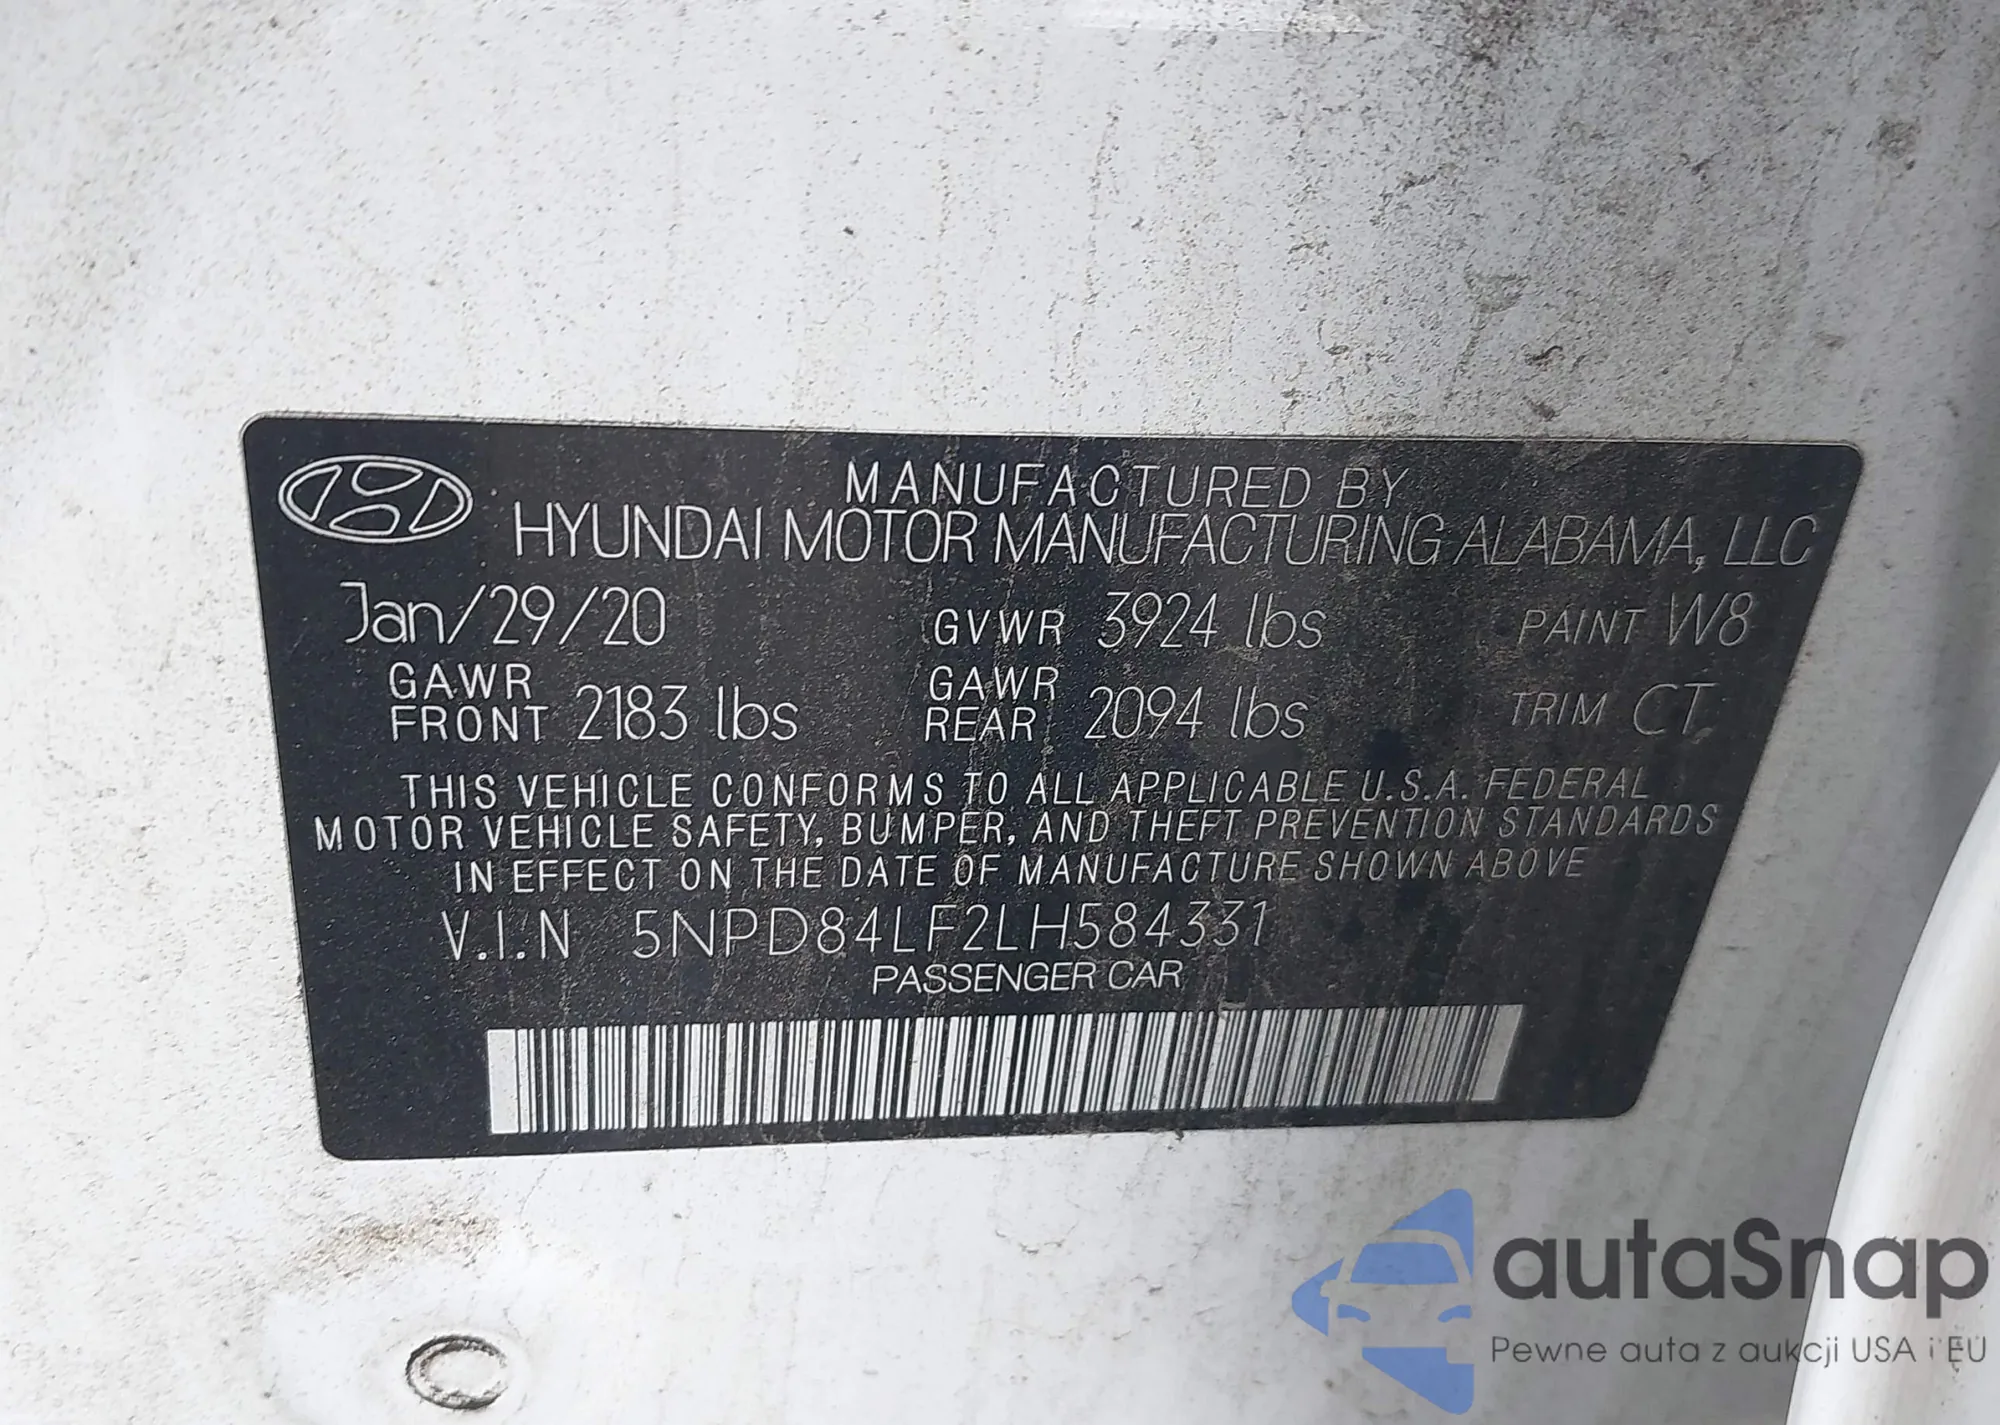 MANUFACTURED BY
HYUNDAI MOTOR MANUFACTURING ALABAMA, LLC
Jan/29/20 GVWR 3924 lbs PAINT W8
GAWR FRONT 2183 lbs GAWR REAR 2094 lbs TRIM CT
THIS VEHICLE CONFORMS TO ALL APPLICABLE U.S.A. FEDERAL
MOTOR VEHICLE SAFETY, BUMPER, AND THEFT PREVENTION STANDARDS
IN EFFECT ON THE DATE OF MANUFACTURE SHOWN ABOVE
V.I.N 5NPD84LF2LH584331
PASSENGER CAR
autaSnap
Pewne auta z aukcji USA i EU